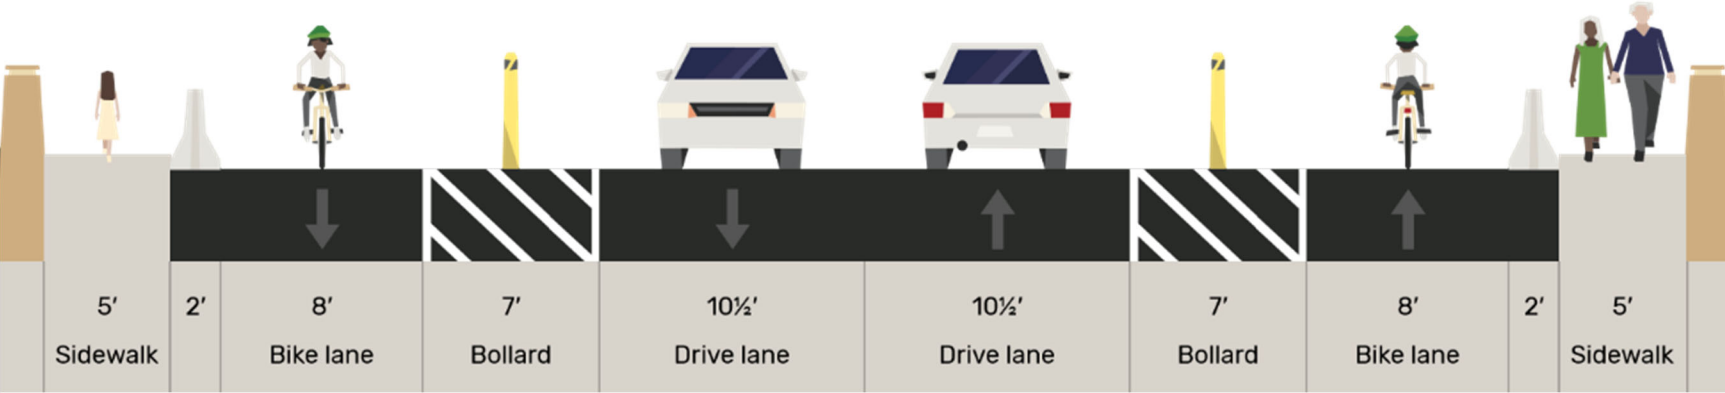 5′ 2′ 8′ 7′ 10½′ 10½′ 7′ 8′ 2′ 5′
Sidewalk Bike lane Bollard Drive lane Drive lane Bollard Bike lane Sidewalk